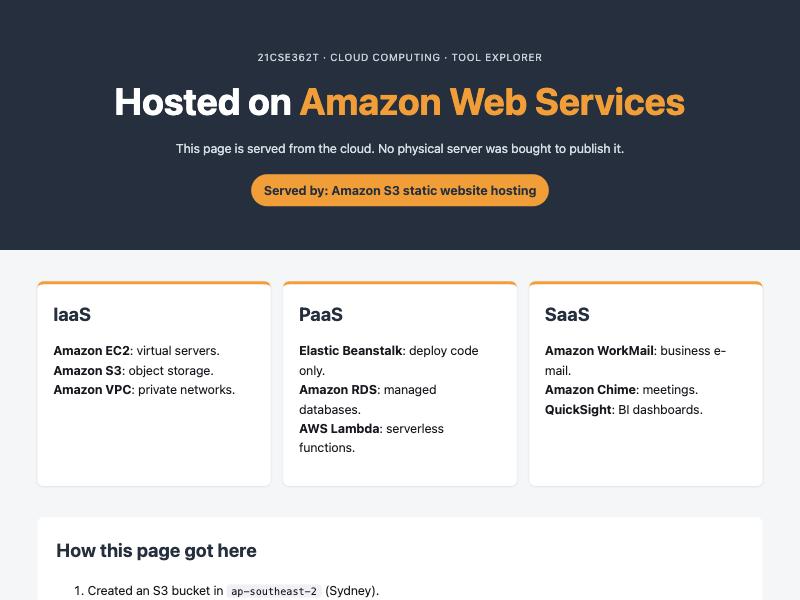 21CSE362T · CLOUD COMPUTING · TOOL EXPLORER
Hosted on Amazon Web Services
This page is served from the cloud. No physical server was bought to publish it.
Served by: Amazon S3 static website hosting
IaaS
Amazon EC2: virtual servers.
Amazon S3: object storage.
Amazon VPC: private networks.
PaaS
Elastic Beanstalk: deploy code
only.
Amazon RDS: managed
databases.
AWS Lambda: serverless
functions.
SaaS
Amazon WorkMail: business e-
mail.
Amazon Chime: meetings.
QuickSight: BI dashboards.
How this page got here
1. Created an S3 bucket in ap-southeast-2 (Sydney).